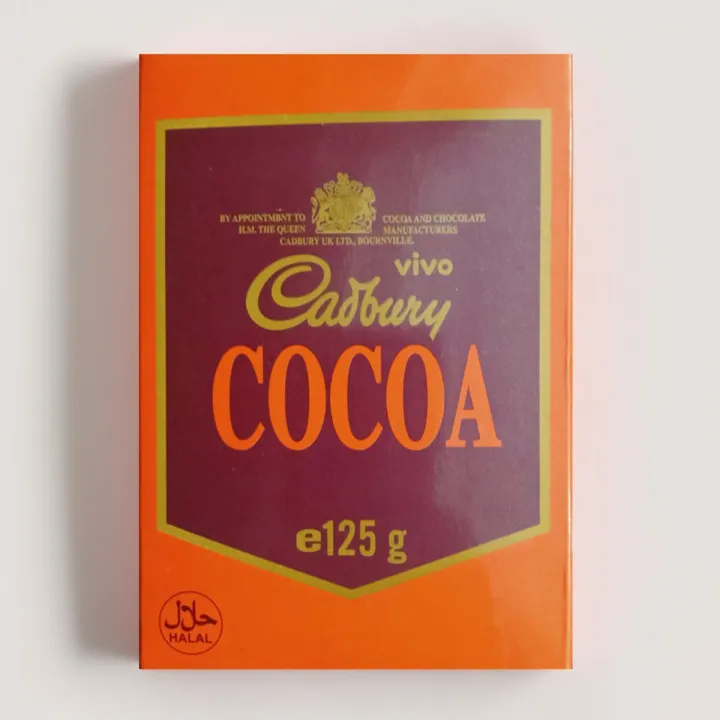 BY APPOINTMBNT TO
H.M. THE QUEEN
COCOA AND CHOCOLATE
MANUFACTURERS
CADBURY UK LTD., BOURNVILLE.
vivo
Cadbury
COCOA
e125 g
حلال
HALAL